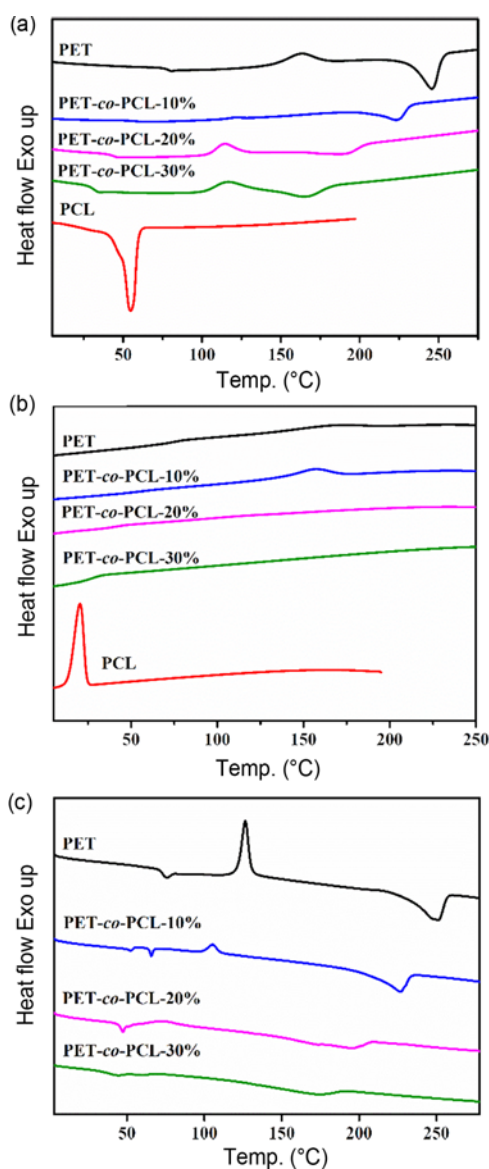 (a)
PET
PET-co-PCL-10%
PET-co-PCL-20%
PET-co-PCL-30%
PCL
Heat flow Exo up
50 100 150 200 250
Temp. (°C)
(b)
PET
PET-co-PCL-10%
PET-co-PCL-20%
PET-co-PCL-30%
PCL
Heat flow Exo up
50 100 150 200 250
Temp. (°C)
(c)
PET
PET-co-PCL-10%
PET-co-PCL-20%
PET-co-PCL-30%
Heat flow Exo up
50 100 150 200 250
Temp. (°C)